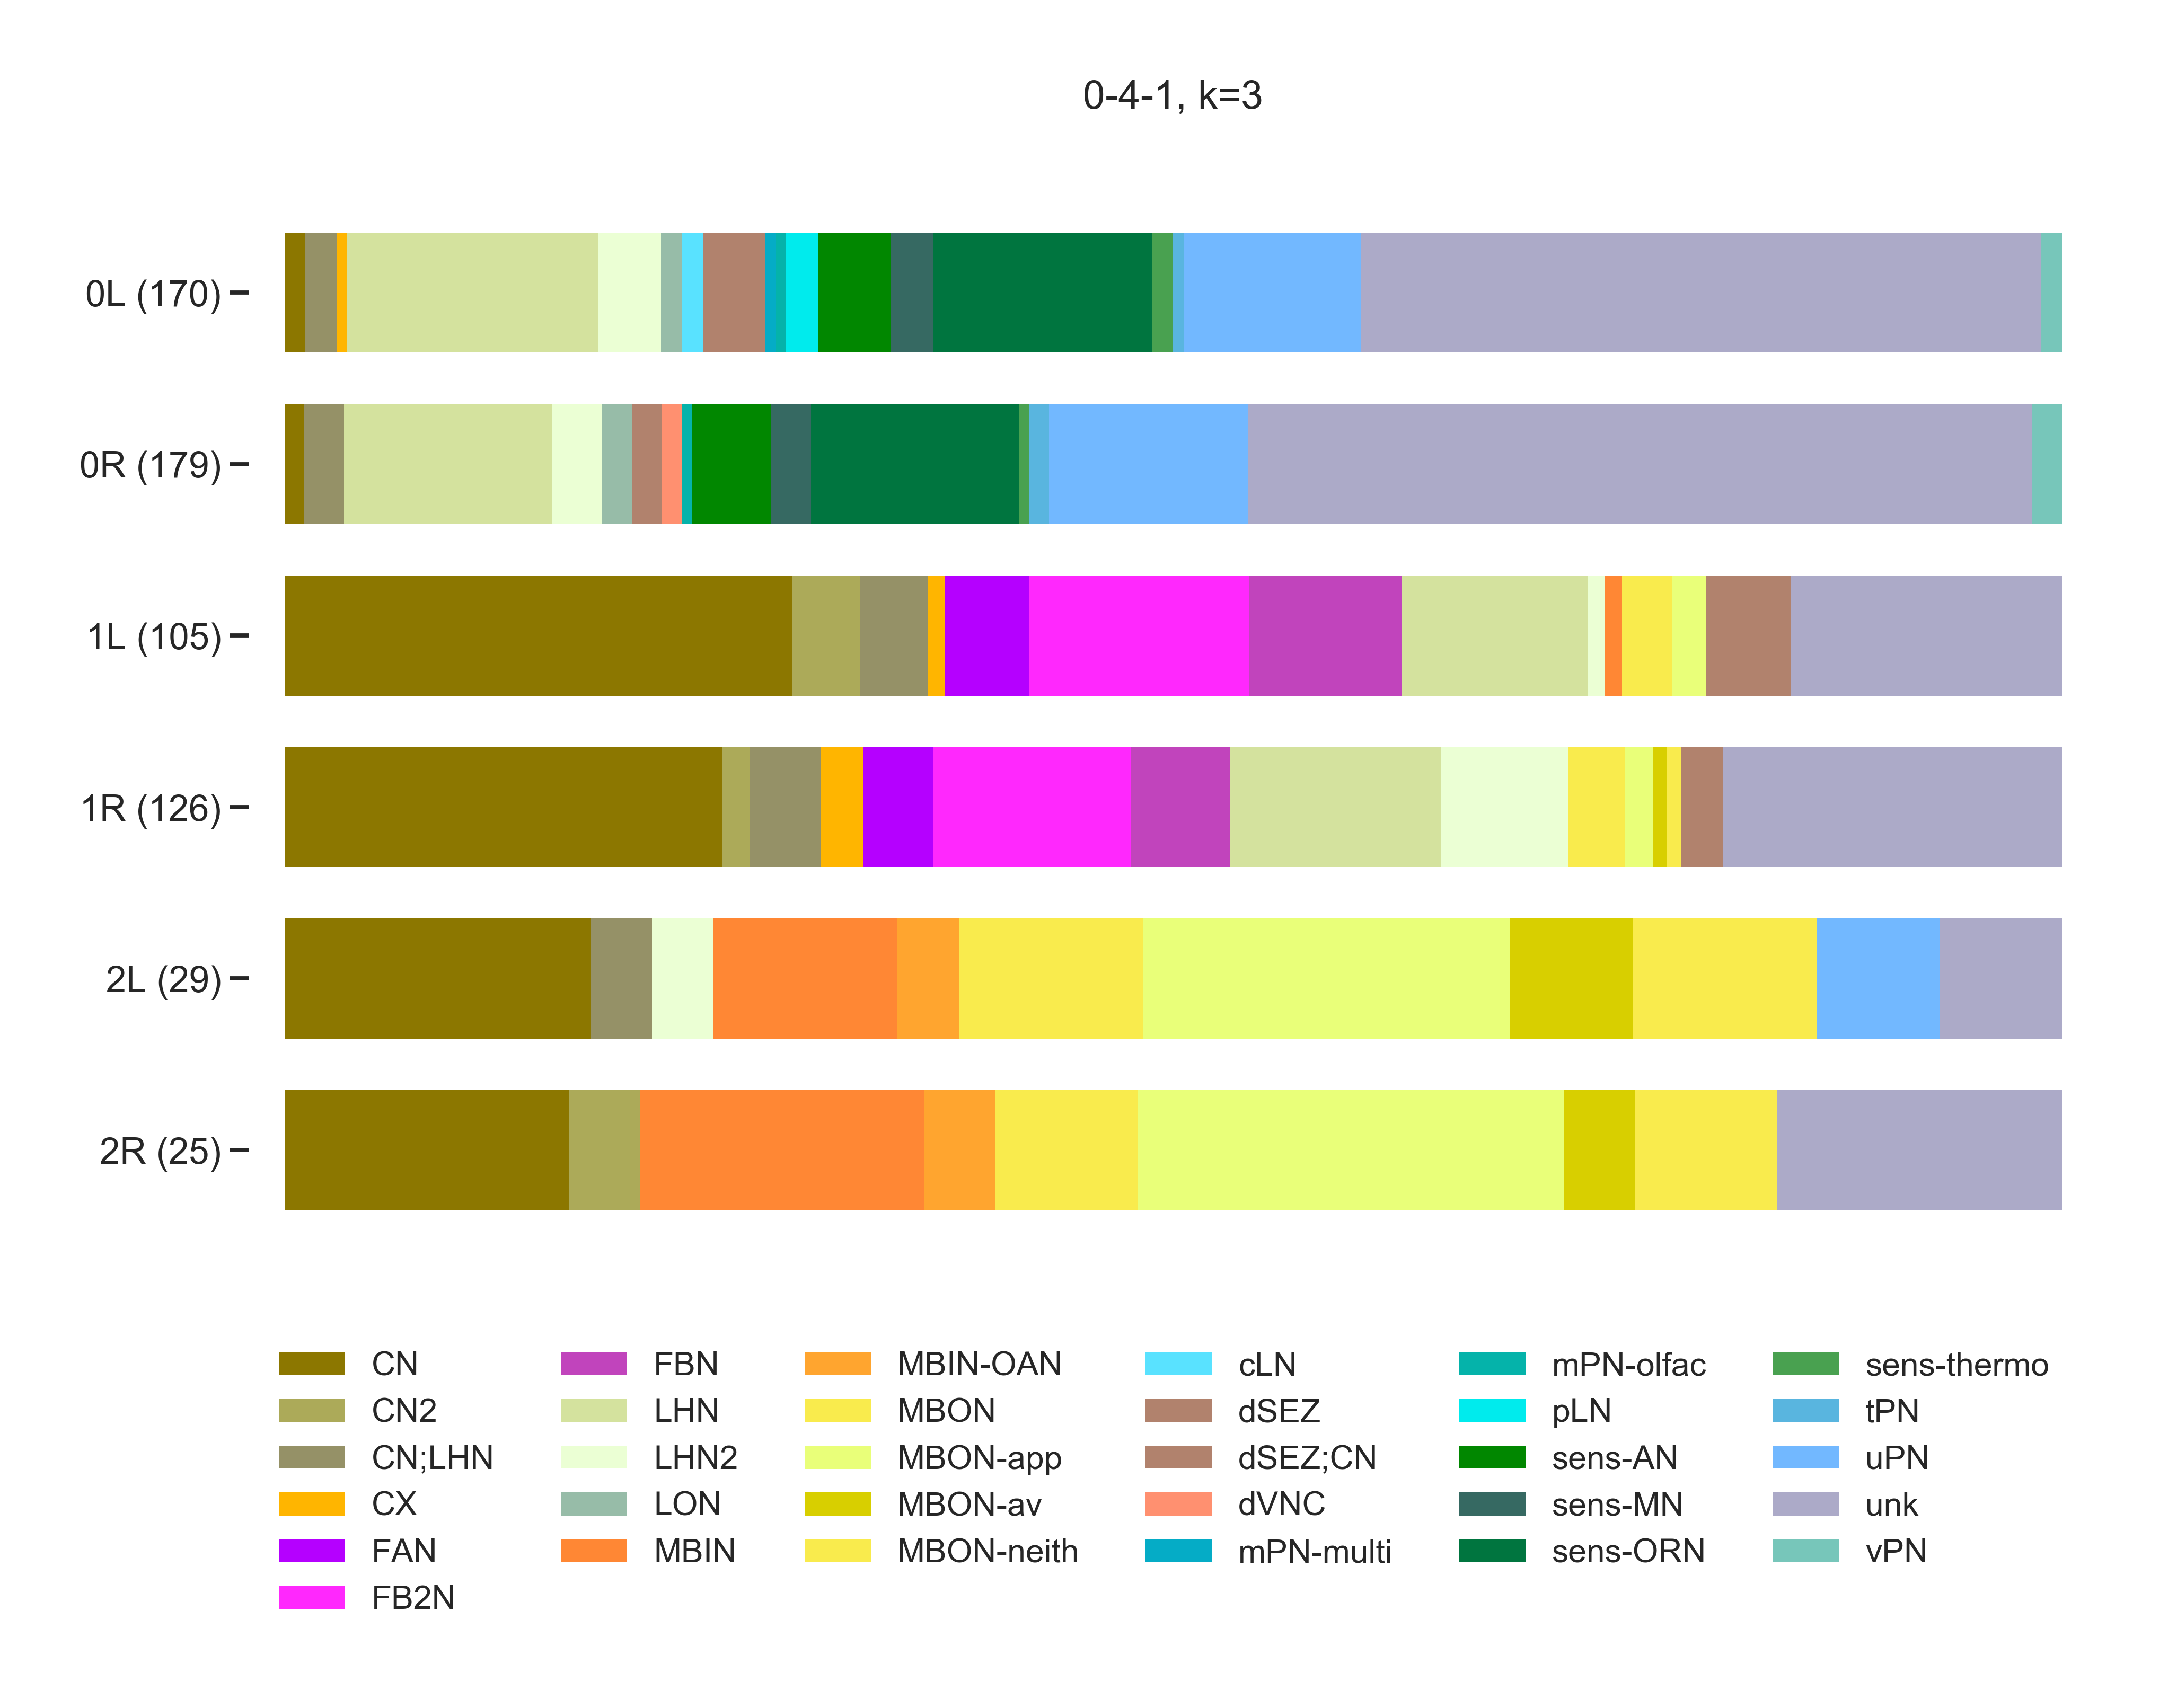 0-4-1, k=3
0L (170)
0R (179)
1L (105)
1R (126)
2L (29)
2R (25)
CN FBN MBIN-OAN cLN mPN-olfac sens-thermo
CN2 LHN MBON dSEZ pLN tPN
CN;LHN LHN2 MBON-app dSEZ;CN sens-AN uPN
CX LON MBON-av dVNC sens-MN unk
FAN MBIN MBON-neith mPN-multi sens-ORN vPN
FB2N